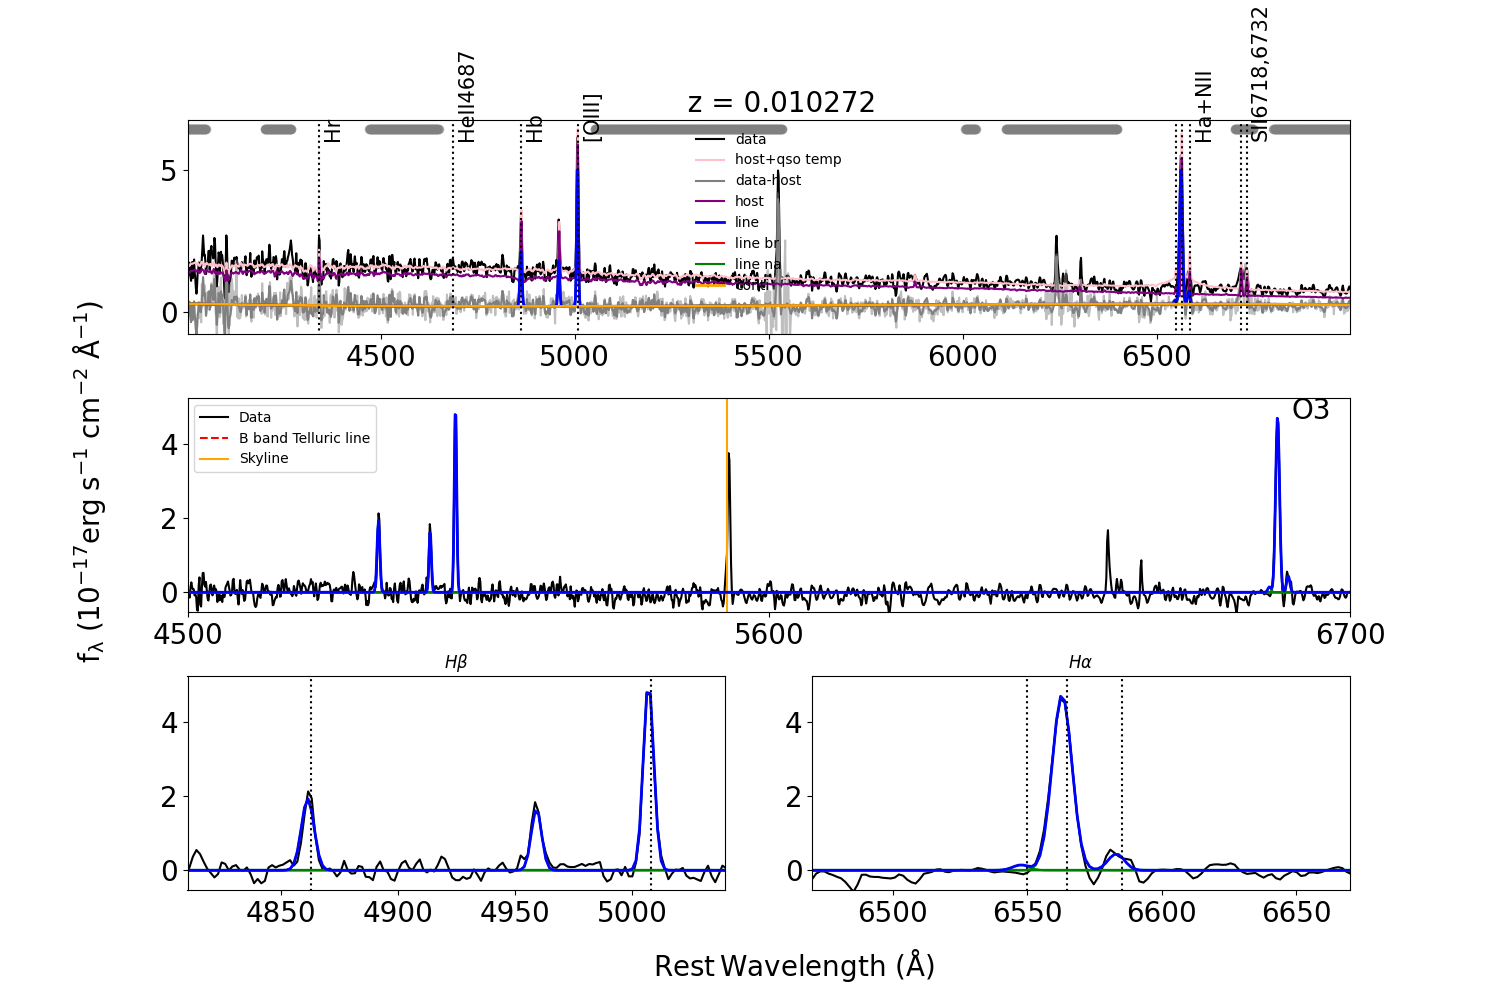 HeII4687
SII6718,6732
Ha+NII
z = 0.010272
Hr
Hb
[OIII]
data
host+qso temp
data-host
host
line
line br
line na
5
0
4500
5000
5500
6000
6500
fλ (10−17erg s−1 cm−2 Å−1)
Data
B band Telluric line
Skyline
O3
4
2
0
4500
5600
6700
Hβ
Hα
4
2
0
4850
4900
4950
5000
4
2
0
6500
6550
6600
6650
Rest Wavelength (Å)